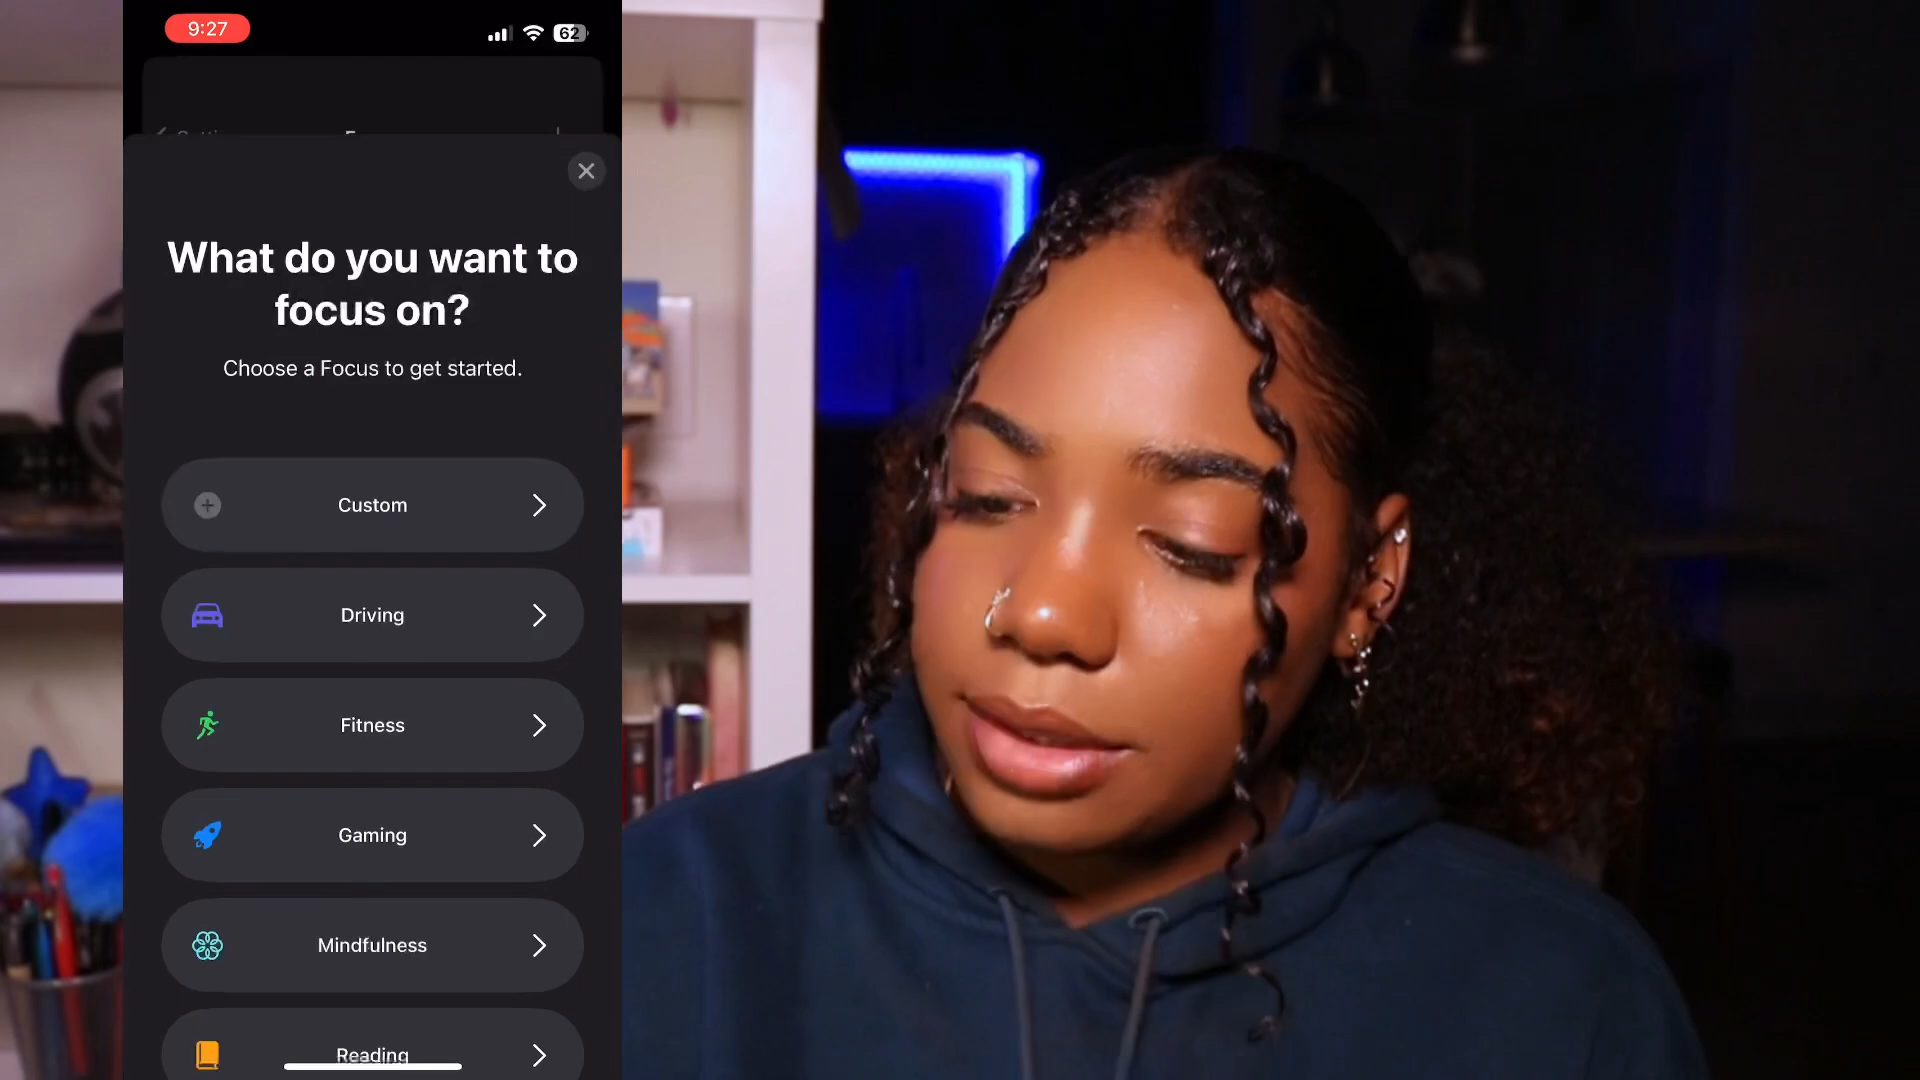 9:27
62
What do you want to
focus on?
Choose a Focus to get started.
Custom
Driving
Fitness
Gaming
Mindfulness
Reading